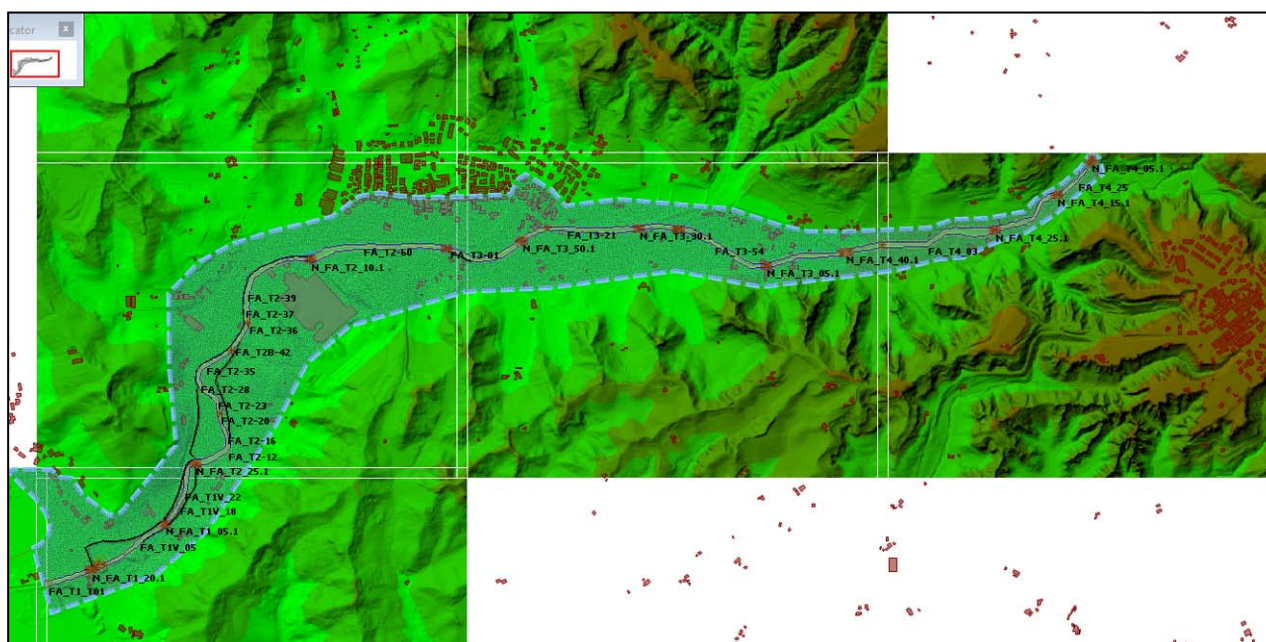 cator x
N_FA_T4_05.1
FA_T4_25
N_FA_T4_15.1
N_FA_T4_25.1
FA_T4_03
N_FA_T4_40.1
FA_T3-21
N_FA_T3_30.1
N_FA_T3_50.1
FA_T3-54
N_FA_T3_05.1
FA_T3-01
FA_T2-60
N_FA_T2_10.1
FA_T2-39
FA_T2-37
FA_T2-36
FA_T2B-42
FA_T2-35
FA_T2-28
FA_T2-23
FA_T2-20
FA_T2-16
FA_T2-12
N_FA_T2_25.1
FA_T1V_22
FA_T1V_18
N_FA_T1_05.1
FA_T1V_05
N_FA_T1_20.1
FA_T1_T01